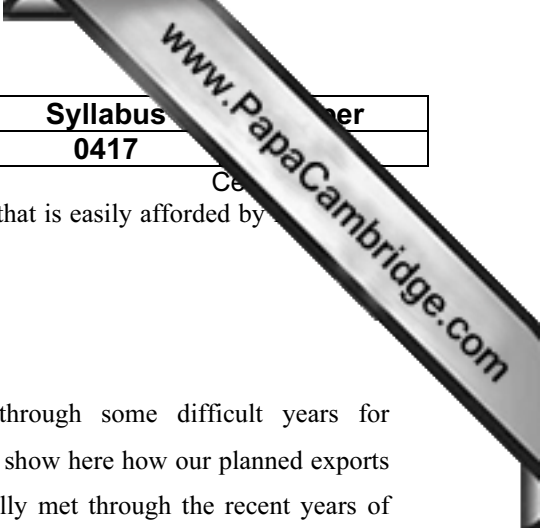 www.PapaCambridge.com
Syllabus
0417
that is easily afforded by
through some difficult years for
show here how our planned exports
met through the recent years of